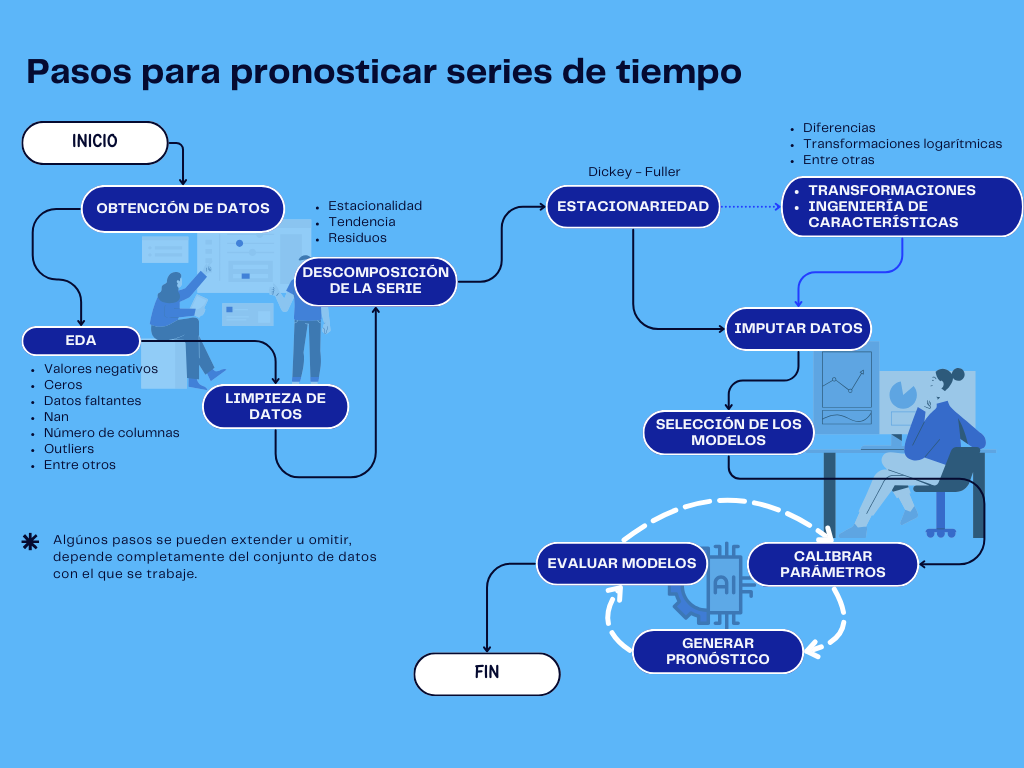 Pasos para pronosticar series de tiempo
INICIO
OBTENCIÓN DE DATOS
EDA
• Valores negativos
• Ceros
• Datos faltantes
• Nan
• Número de columnas
• Outliers
• Entre otros
LIMPIEZA DE
DATOS
• Estacionalidad
• Tendencia
• Residuos
DESCOMPOSICIÓN
DE LA SERIE
Dickey - Fuller
ESTACIONARIEDAD
• Diferencias
• Transformaciones logarítmicas
• Entre otras
• TRANSFORMACIONES
• INGENIERÍA DE
CARACTERÍSTICAS
IMPUTAR DATOS
SELECCIÓN DE LOS
MODELOS
CALIBRAR
PARÁMETROS
GENERAR
PRONÓSTICO
EVALUAR MODELOS
AI
FIN
Algúnos pasos se pueden extender u omitir,
depende completamente del conjunto de datos
con el que se trabaje.